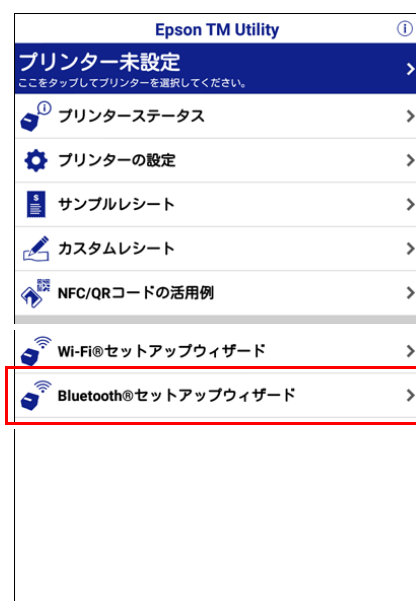 Epson TM Utility
プリンター未設定
ここをタップしてプリンターを選択してください。
プリンターステータス
プリンターの設定
サンプルレシート
カスタムレシート
NFC/QRコードの活用例
Wi-Fi®セットアップウィザード
Bluetooth®セットアップウィザード